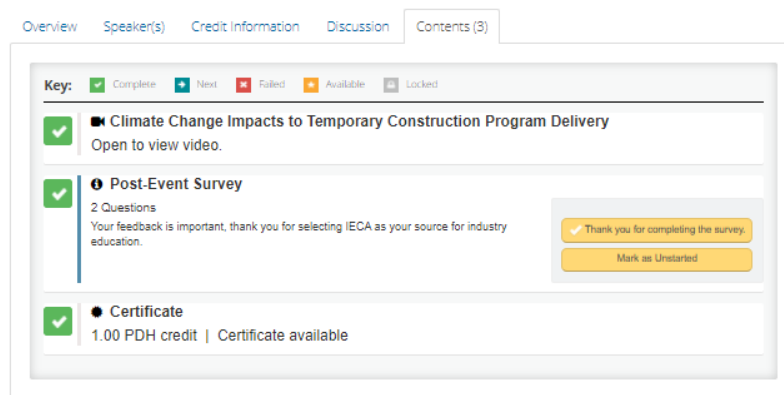 Overview Speaker(s) Credit Information Discussion Contents (3)
Key: Complete Next Failed Available Locked
Climate Change Impacts to Temporary Construction Program Delivery
Open to view video.
Post-Event Survey
2 Questions
Your feedback is important, thank you for selecting IECA as your source for industry
education.
Thank you for completing the survey.
Mark as Unstarted
Certificate
1.00 PDH credit | Certificate available